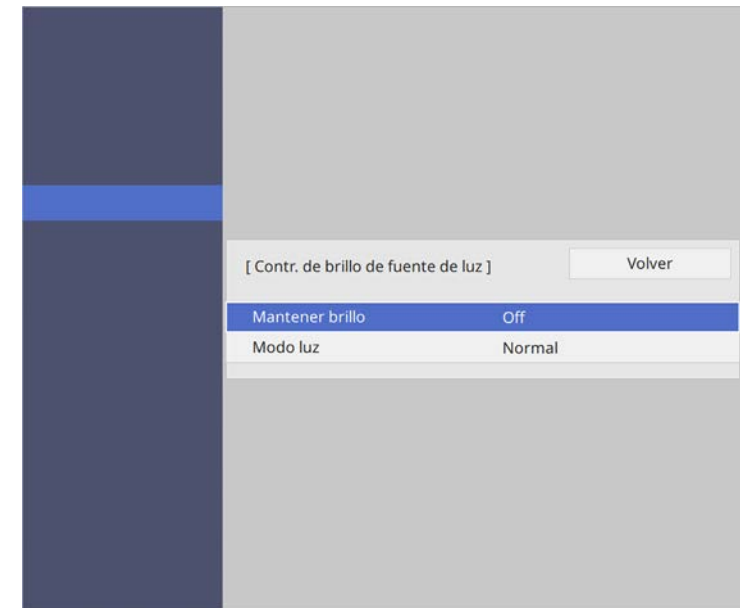 [ Contr. de brillo de fuente de luz ] Volver
Mantener brillo Off
Modo luz Normal